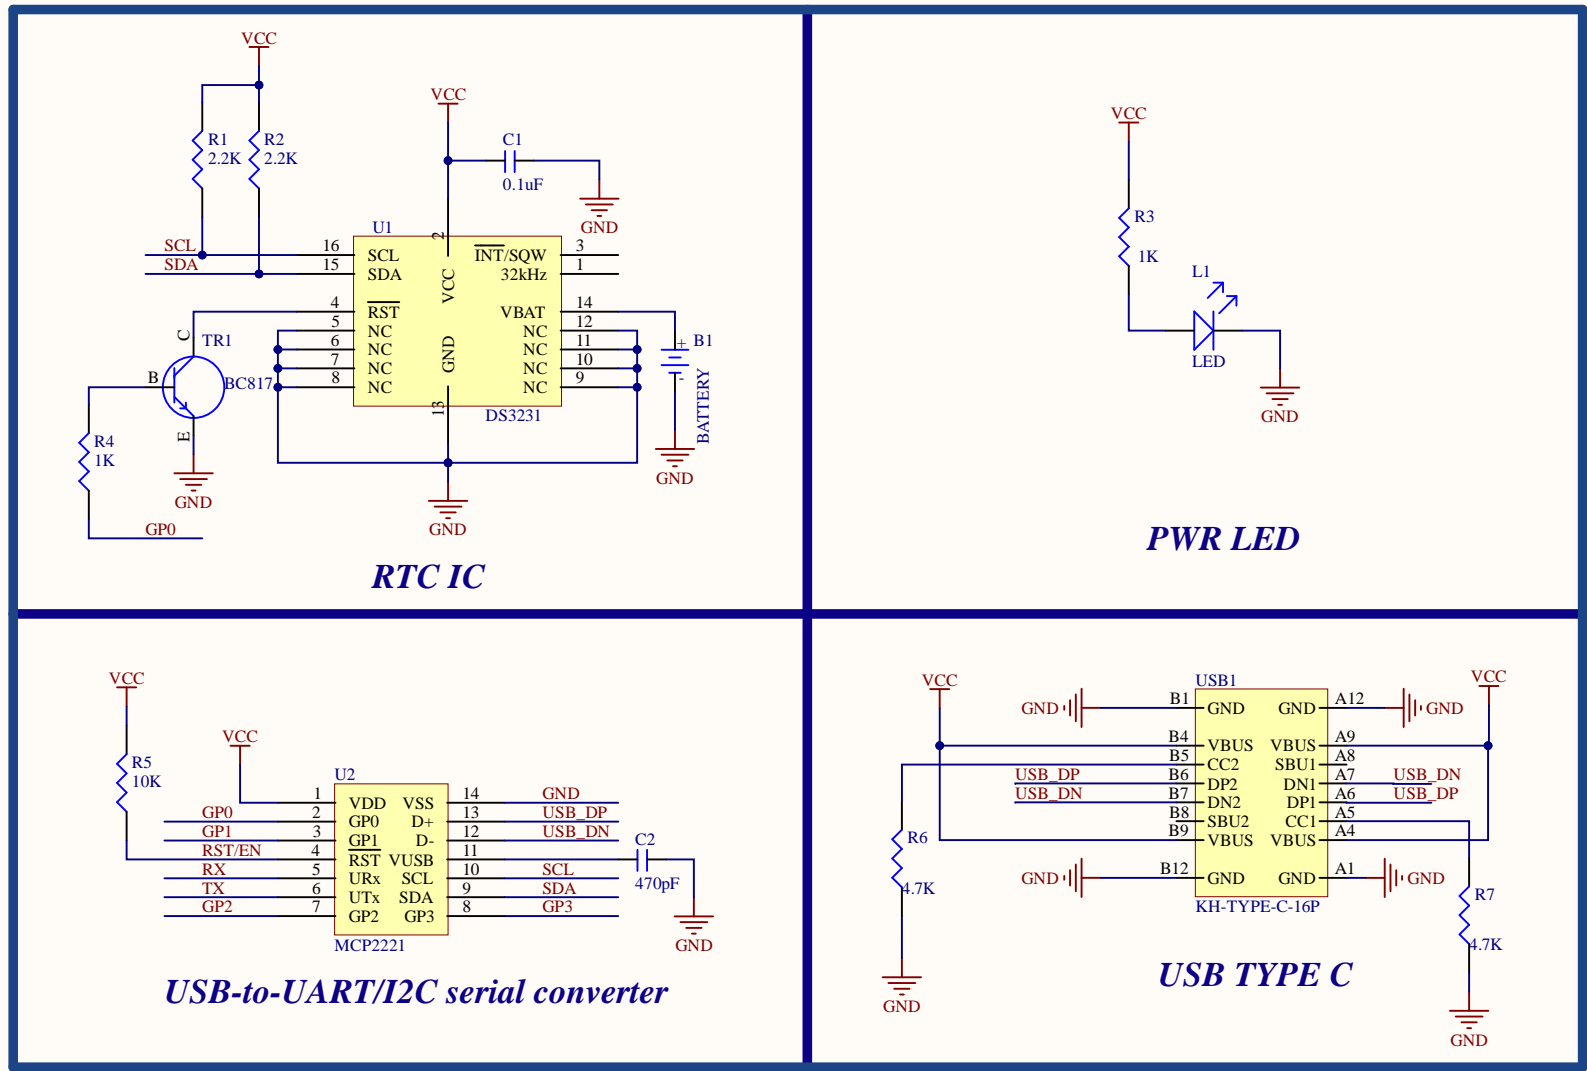 VCC
R1
2.2K
R2
2.2K
VCC
C1
0.1uF
GND
U1
SCL
SDA
16
15
SCL
SDA
2
VCC
INT/SQW
32kHz
3
1
4
5
6
7
8
RST
NC
NC
NC
NC
GND
13
VBAT
NC
NC
NC
NC
14
12
11
10
9
DS3231
+
-
B1
BATTERY
GND
C
TR1
B
BC817
E
GND
R4
1K
GP0
GND
RTC IC
VCC
R3
1K
L1
LED
GND
PWR LED
VCC
R5
10K
VCC
U2
GP0
GP1
RST/EN
RX
TX
GP2
1
2
3
4
5
6
7
VDD
GP0
GP1
RST
URx
UTx
GP2
VSS
D+
D-
VUSB
SCL
SDA
GP3
14
13
12
11
10
9
8
GND
USB_DP
USB_DN
SCL
SDA
GP3
C2
470pF
GND
MCP2221
USB-to-UART/I2C serial converter
VCC
USB1
VCC
GND
B1
GND
GND
A12
GND
B4
VBUS
VBUS
A9
B5
CC2
SBU1
A8
USB_DP
B6
DP2
DN1
A7
USB_DN
USB_DN
B7
DN2
DP1
A6
USB_DP
B8
SBU2
CC1
A5
B9
VBUS
VBUS
A4
GND
B12
GND
GND
A1
GND
KH-TYPE-C-16P
R6
4.7K
GND
R7
4.7K
GND
USB TYPE C